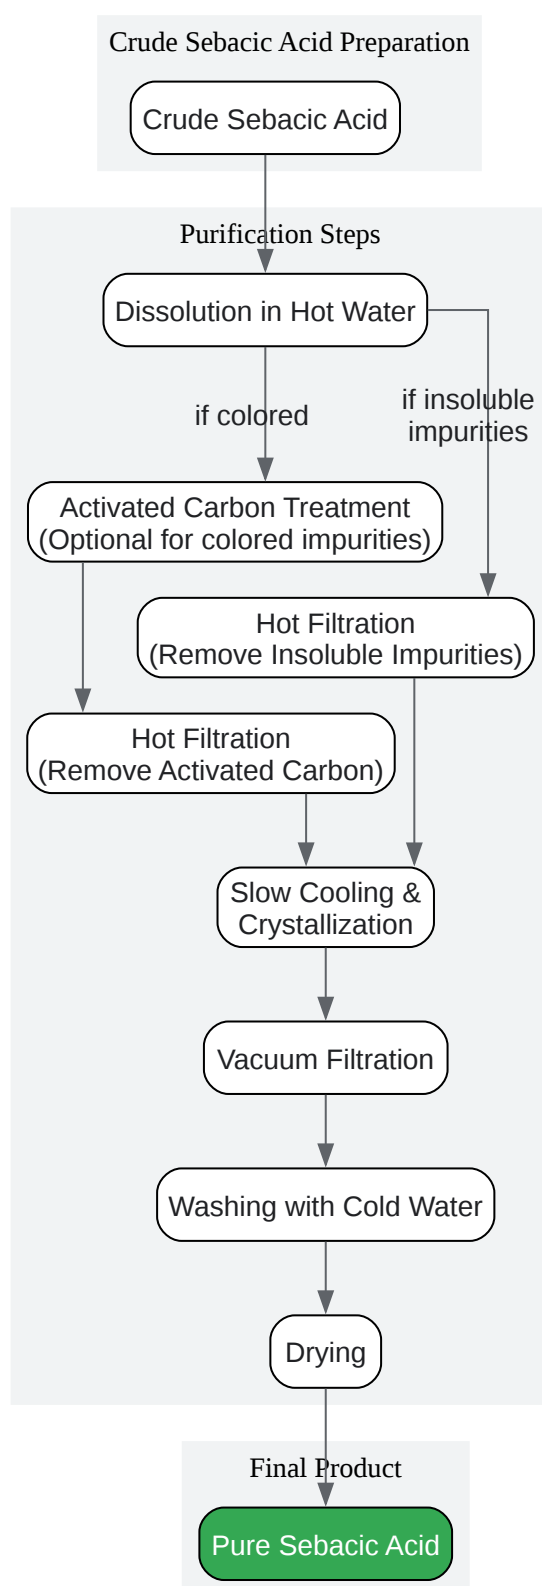 Crude Sebacic Acid Preparation
Crude Sebacic Acid
Purification Steps
Dissolution in Hot Water
if colored
if insoluble
impurities
Activated Carbon Treatment
(Optional for colored impurities)
Hot Filtration
(Remove Insoluble Impurities)
Hot Filtration
(Remove Activated Carbon)
Slow Cooling &
Crystallization
Vacuum Filtration
Washing with Cold Water
Drying
Final Product
Pure Sebacic Acid